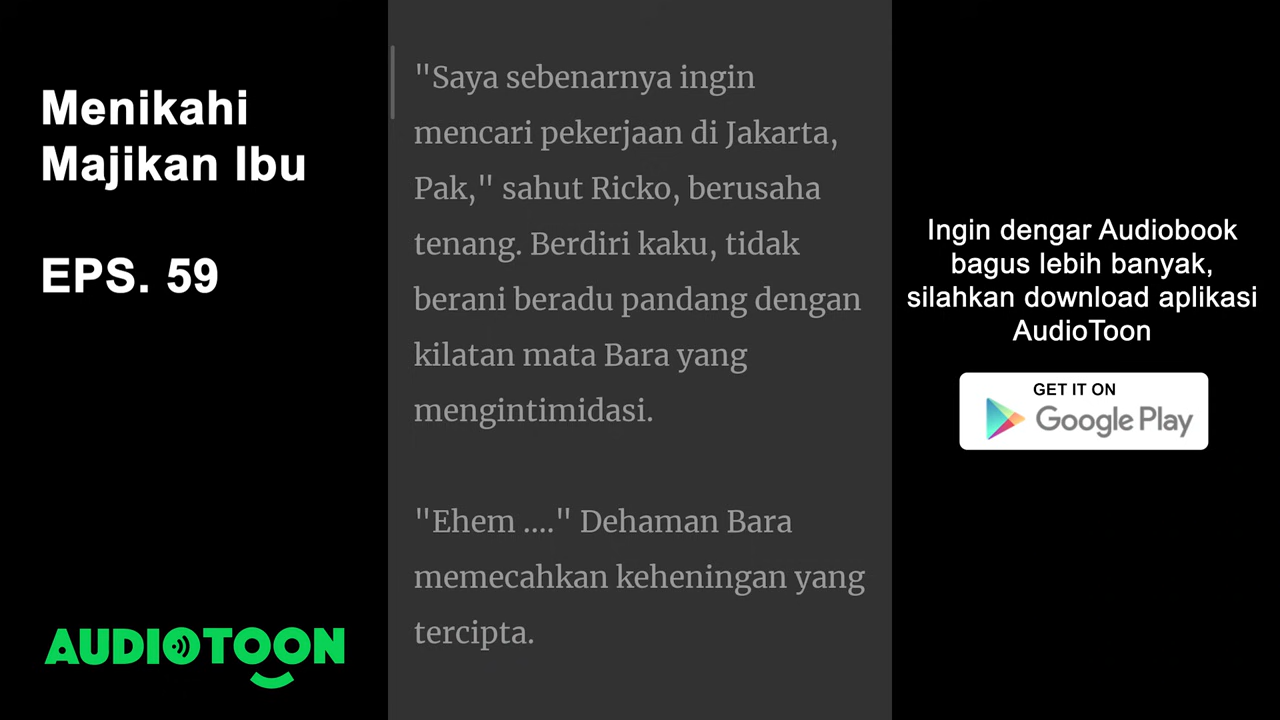 Menikahi
Majikan Ibu
EPS. 59
"Saya sebenarnya ingin
mencari pekerjaan di Jakarta,
Pak," sahut Ricko, berusaha
tenang. Berdiri kaku, tidak
berani beradu pandang dengan
kilatan mata Bara yang
mengintimidasi.
"Ehem ...." Dehaman Bara
memecahkan keheningan yang
tercipta.
Ingin dengar Audiobook
bagus lebih banyak,
silahkan download aplikasi
AudioToon
GET IT ON
Google Play
AUDIOTOON